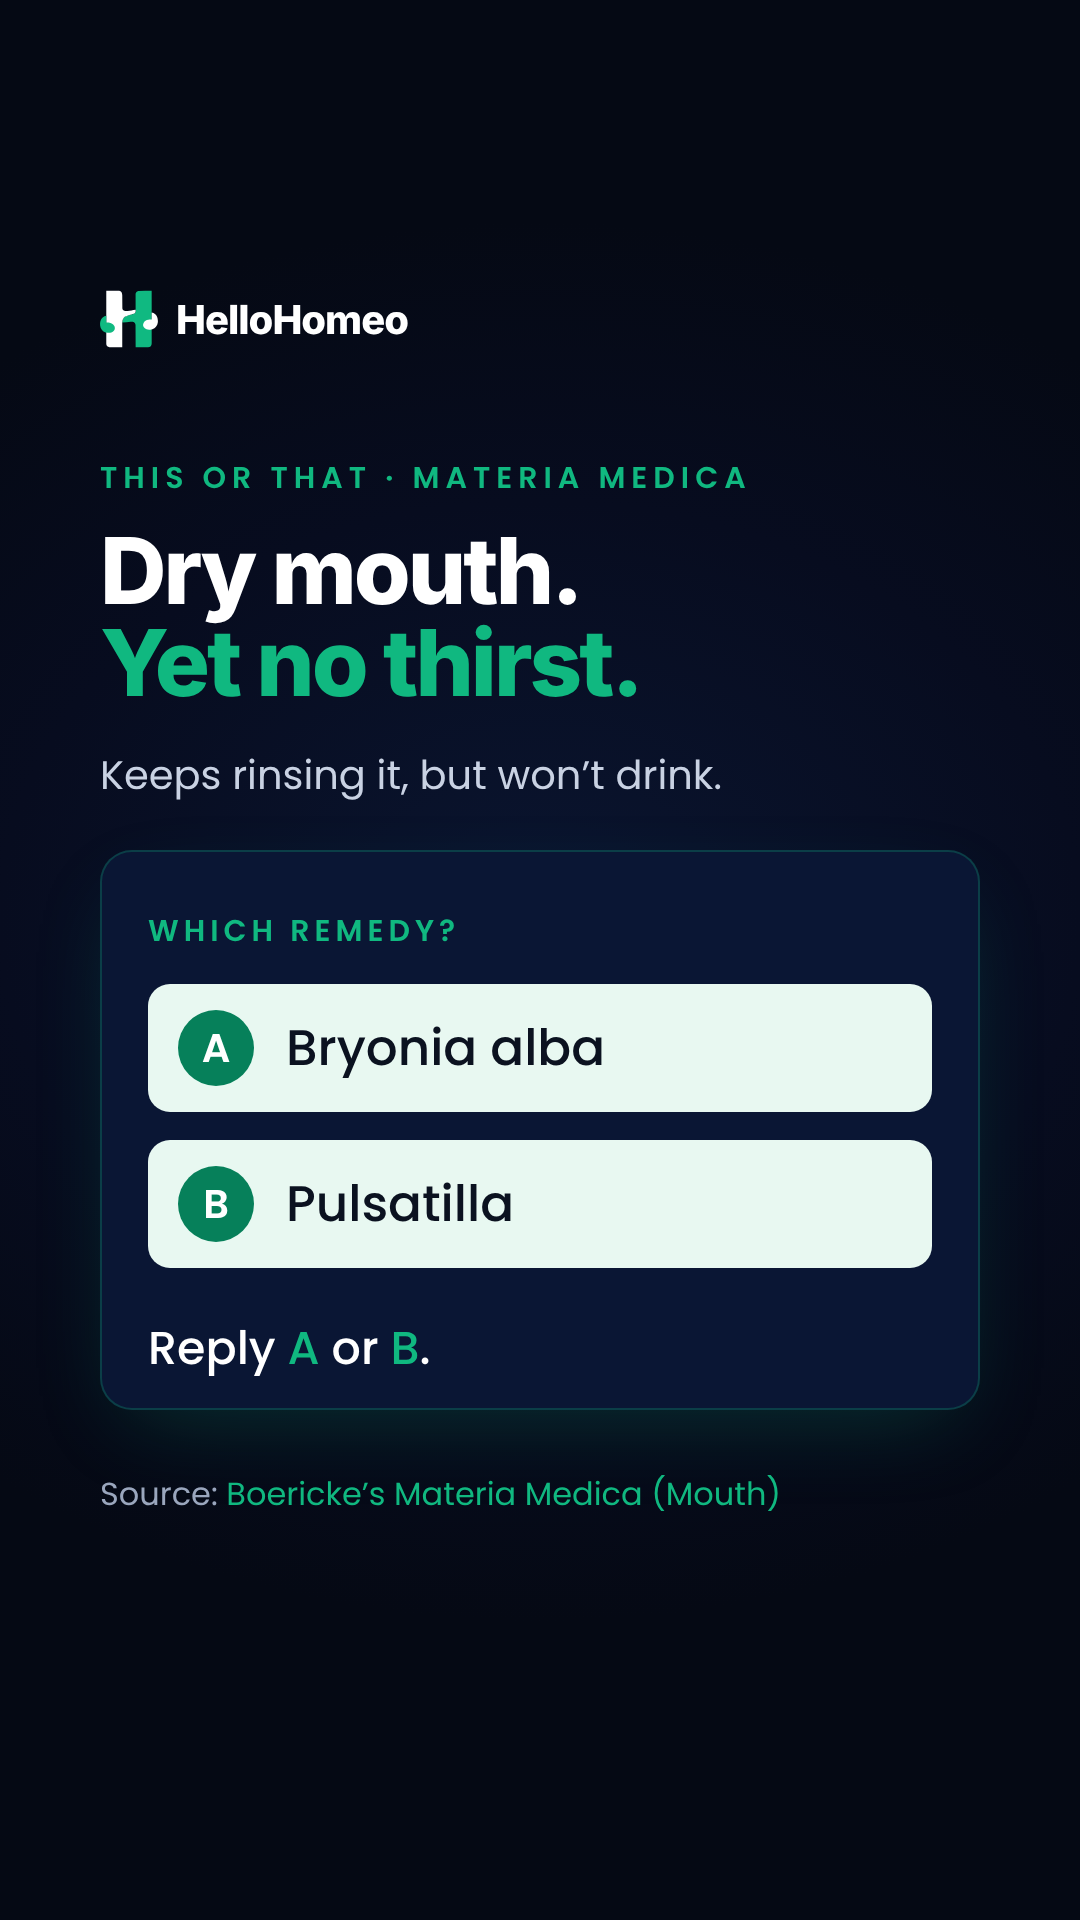 HelloHomeo
THIS OR THAT · MATERIA MEDICA
Dry mouth.
Yet no thirst.
Keeps rinsing it, but won’t drink.
WHICH REMEDY?
A Bryonia alba
B Pulsatilla
Reply A or B.
Source: Boericke’s Materia Medica (Mouth)